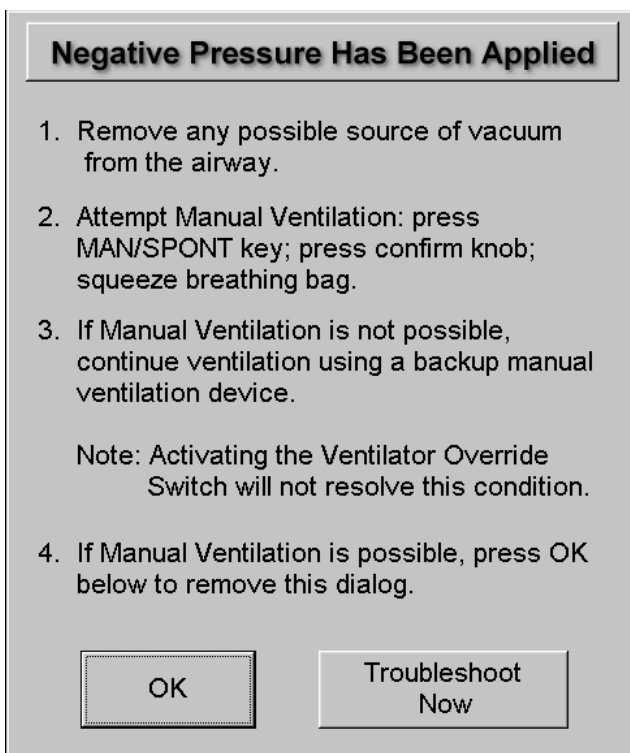 Negative Pressure Has Been Applied
1. Remove any possible source of vacuum
from the airway.
2. Attempt Manual Ventilation: press
MAN/SPONT key; press confirm knob;
squeeze breathing bag.
3. If Manual Ventilation is not possible,
continue ventilation using a backup manual
ventilation device.
Note: Activating the Ventilator Override
Switch will not resolve this condition.
4. If Manual Ventilation is possible, press OK
below to remove this dialog.
OK
Troubleshoot
Now